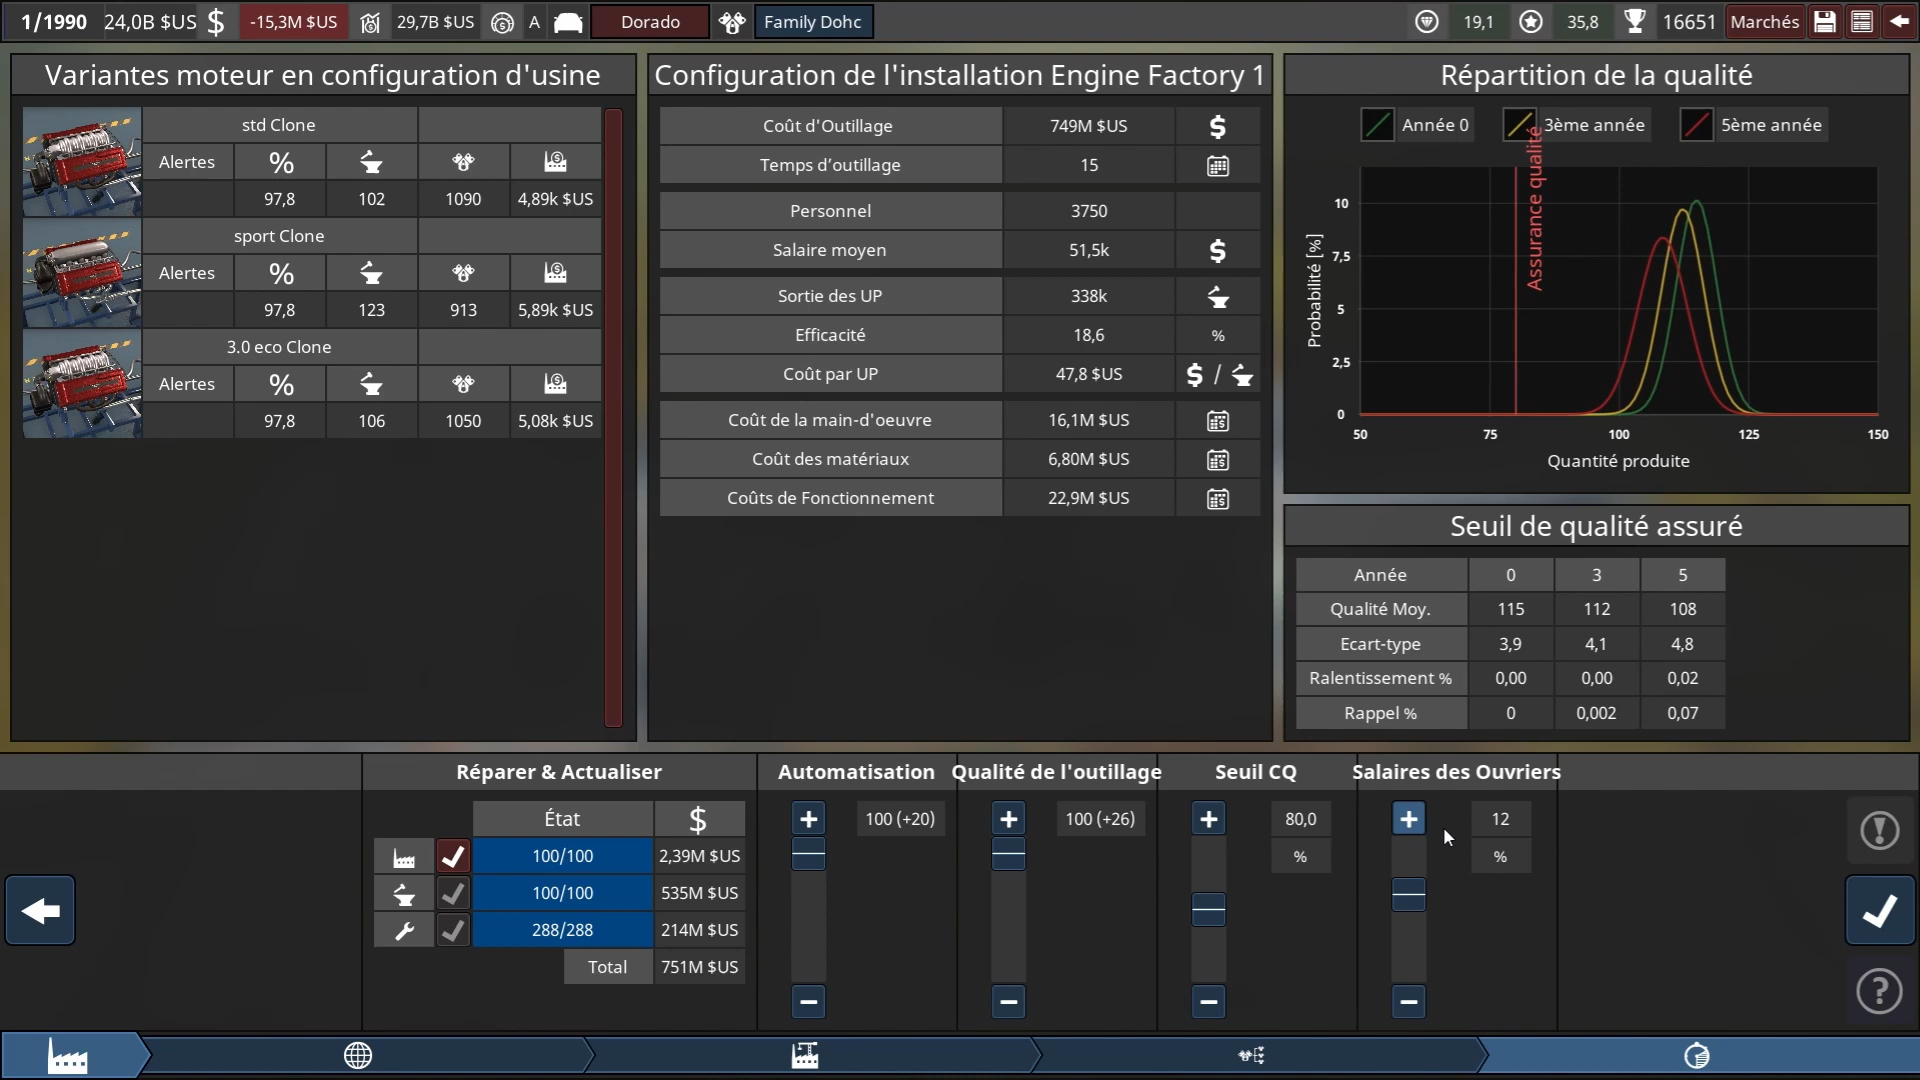 1/1990 24,0B $US $ -15,3M $US 29,7B $US A Dorado Family Dohc 19,1 35,8 16651 Marchés
Variantes moteur en configuration d'usine
std Clone
Alertes %
97,8 102 1090 4,89k $US
sport Clone
Alertes %
97,8 123 913 5,89k $US
3.0 eco Clone
Alertes %
97,8 106 1050 5,08k $US
Configuration de l'installation Engine Factory 1
Coût d'Outillage 749M $US $
Temps d'outillage 15
Personnel 3750
Salaire moyen 51,5k $
Sortie des UP 338k
Efficacité 18,6 %
Coût par UP 47,8 $US $ /
Coût de la main-d'oeuvre 16,1M $US
Coût des matériaux 6,80M $US
Coûts de Fonctionnement 22,9M $US
Répartition de la qualité
Année 0 3ème année 5ème année
Assurance qualité
Probabilité [%]
10
7,5
5
2,5
0
50 75 100 125 150
Quantité produite
Seuil de qualité assuré
Année 0 3 5
Qualité Moy. 115 112 108
Ecart-type 3,9 4,1 4,8
Ralentissement % 0,00 0,00 0,02
Rappel % 0 0,002 0,07
Réparer & Actualiser
État $
100/100 2,39M $US
100/100 535M $US
288/288 214M $US
Total 751M $US
Automatisation
+ 100 (+20)
−
Qualité de l'outillage
+ 100 (+26)
−
Seuil CQ
+ 80,0
%
−
Salaires des Ouvriers
+ 12
%
−
!
?